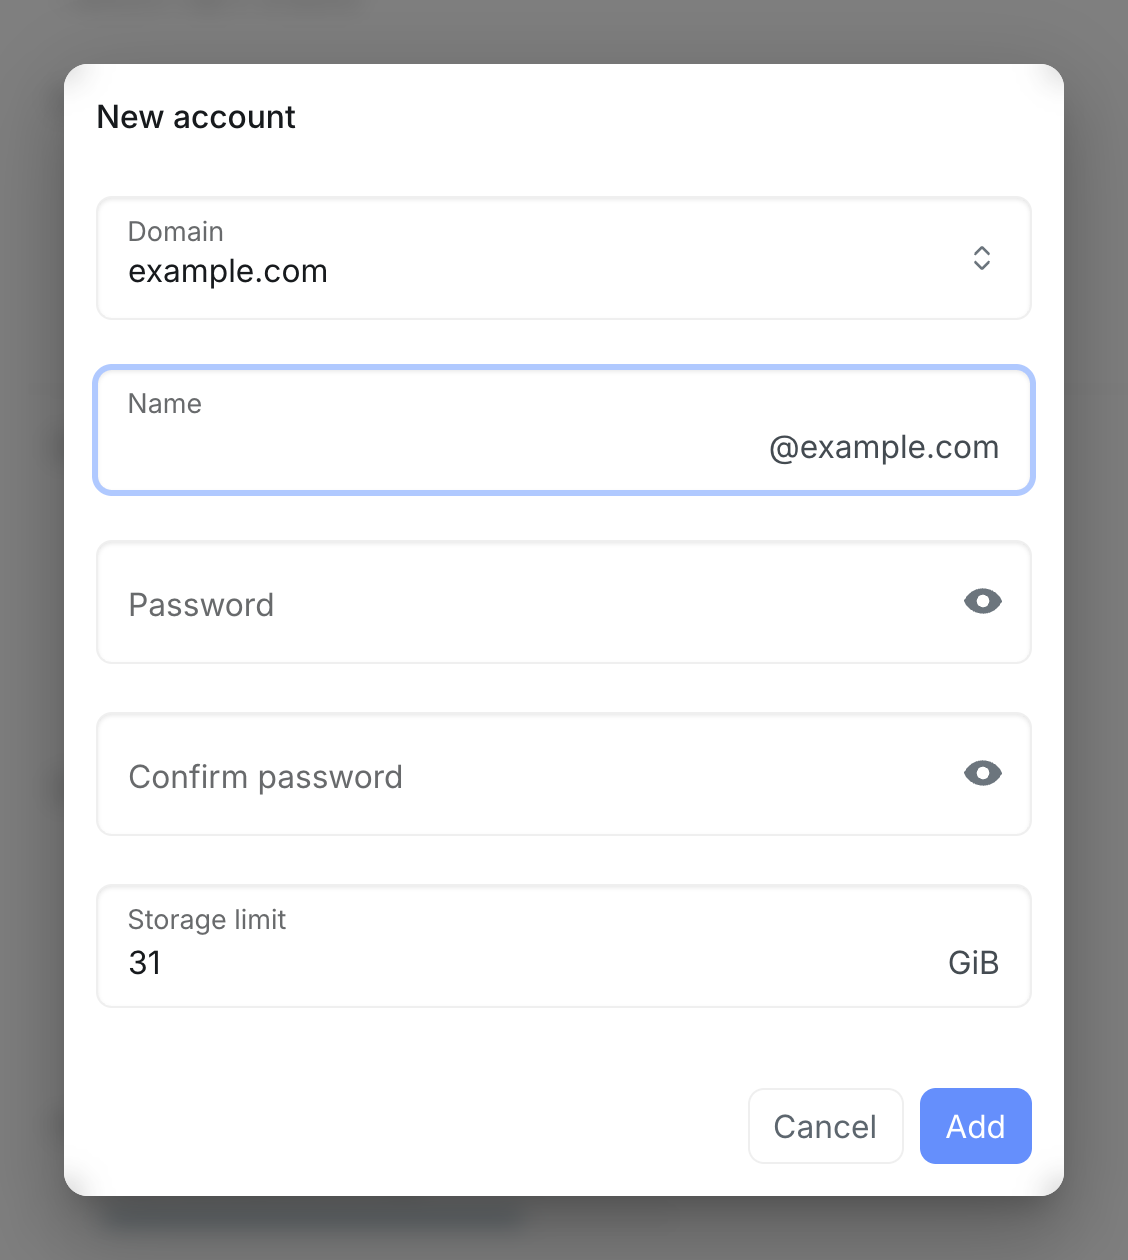 New account
Domain
example.com
Name
@example.com
Password
Confirm password
Storage limit
31 GiB
Cancel Add